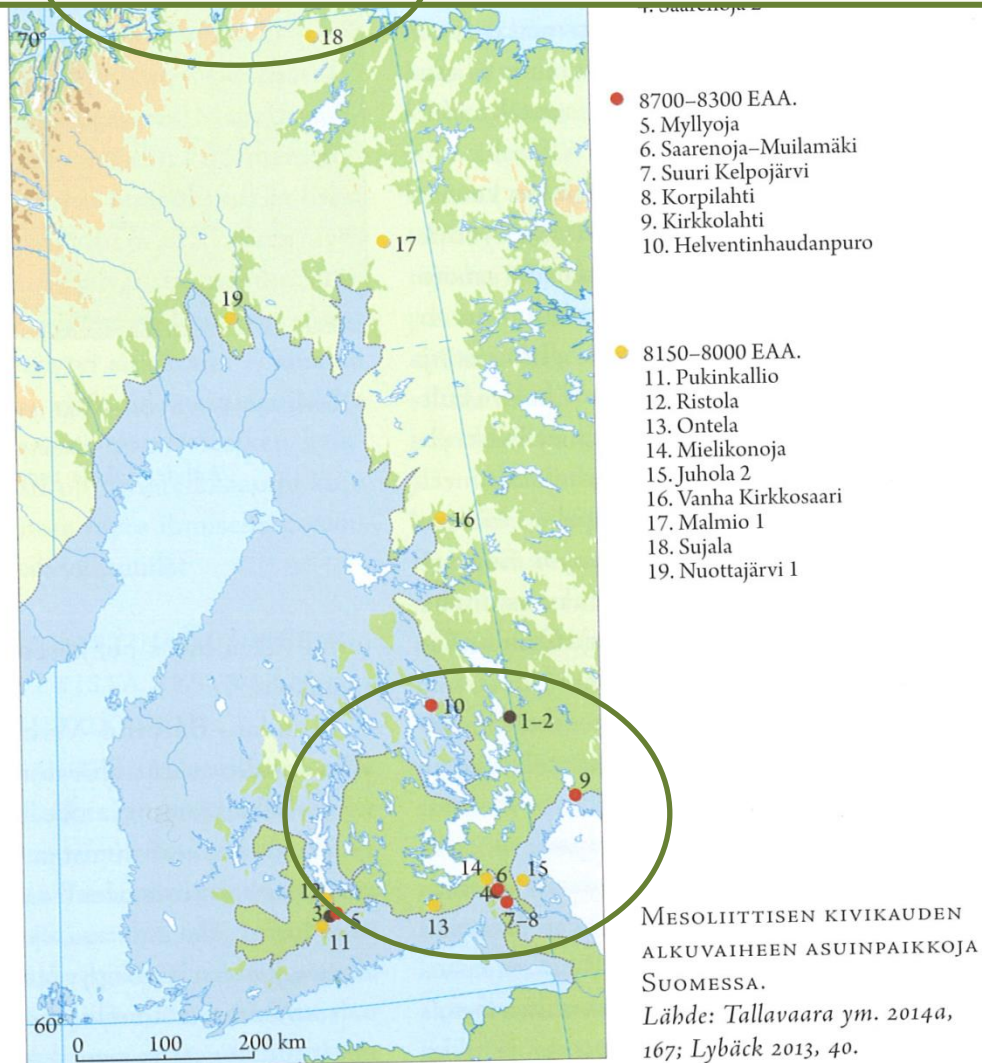 4. Saarenoja 2
70°
18
8700–8300 EAA.
5. Myllyoja
6. Saarenoja–Muilamäki
7. Suuri Kelpojärvi
8. Korpilahti
9. Kirkkolahti
10. Helventinhaudanpuro
17
19
8150–8000 EAA.
11. Pukinkallio
12. Ristola
13. Ontela
14. Mielikonoja
15. Juhola 2
16. Vanha Kirkkosaari
17. Malmio 1
18. Sujala
19. Nuottajärvi 1
16
10
1–2
9
14
6
15
4
12
3
5
7–8
13
11
Mesoliittisen kivikauden
alkuvaiheen asuinpaikkoja
Suomessa.
Lähde: Tallavaara ym. 2014a,
167; Lybäck 2013, 40.
60°
0 100 200 km